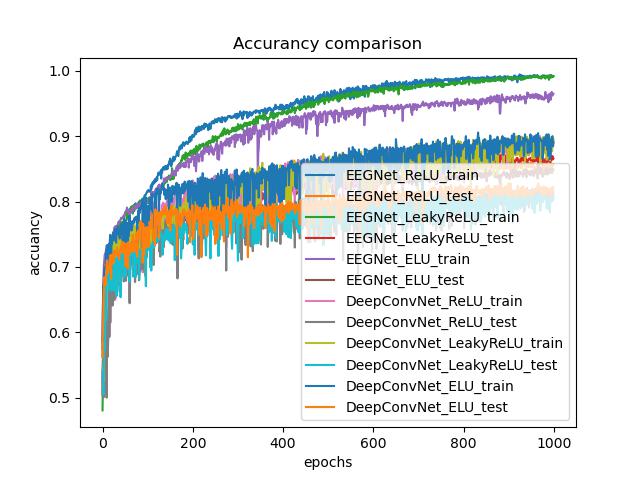 Accurancy comparison
1.0
0.9
0.8
0.7
0.6
0.5
accuancy
EEGNet_ReLU_train
EEGNet_ReLU_test
EEGNet_LeakyReLU_train
EEGNet_LeakyReLU_test
EEGNet_ELU_train
EEGNet_ELU_test
DeepConvNet_ReLU_train
DeepConvNet_ReLU_test
DeepConvNet_LeakyReLU_train
DeepConvNet_LeakyReLU_test
DeepConvNet_ELU_train
DeepConvNet_ELU_test
0 200 400 600 800 1000
epochs